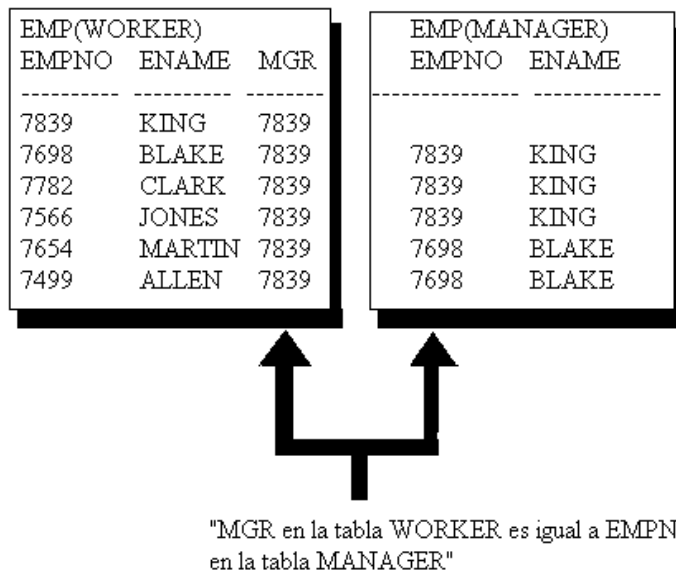 EMP(WORKER)
EMPNO ENAME MGR
---------- ---------- -------
7839 KING 7839
7698 BLAKE 7839
7782 CLARK 7839
7566 JONES 7839
7654 MARTIN 7839
7499 ALLEN 7839
EMP(MANAGER)
EMPNO ENAME
--------------- -------------
7839 KING
7839 KING
7839 KING
7698 BLAKE
7698 BLAKE
"MGR en la tabla WORKER es igual a EMPN
en la tabla MANAGER"